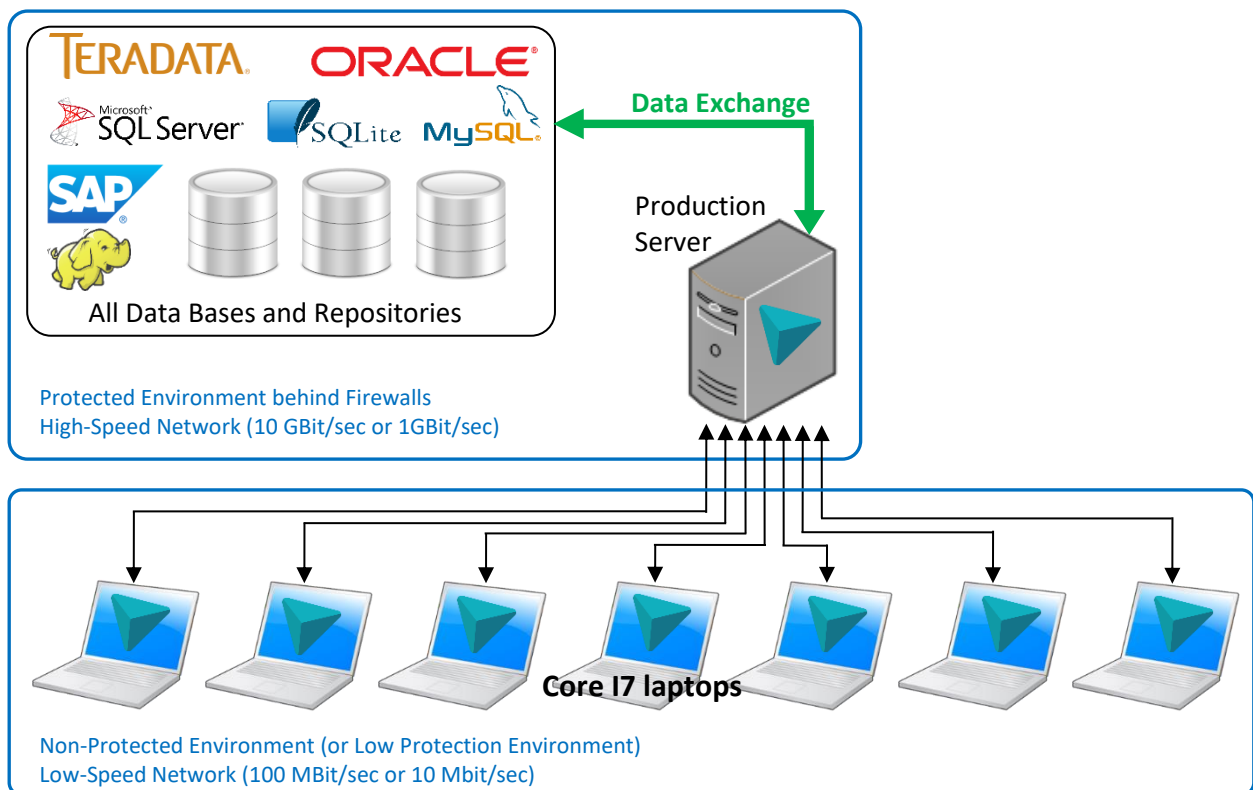 TERADATA.
ORACLE®
Microsoft®
SQL Server®
SQLite
MySQL®
Data Exchange
SAP®
Production
Server
All Data Bases and Repositories
Protected Environment behind Firewalls
High-Speed Network (10 GBit/sec or 1GBit/sec)
Core I7 laptops
Non-Protected Environment (or Low Protection Environment)
Low-Speed Network (100 MBit/sec or 10 Mbit/sec)